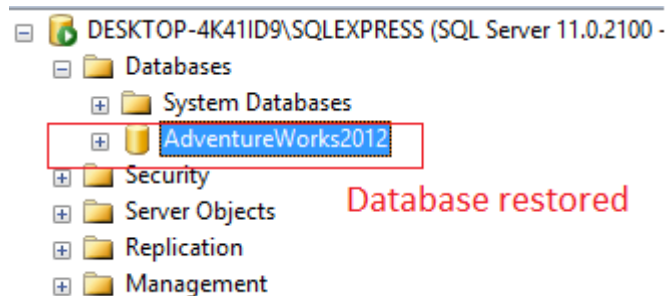 DESKTOP-4K41ID9\SQLEXPRESS (SQL Server 11.0.2100 -
Databases
System Databases
AdventureWorks2012
Security
Server Objects
Database restored
Replication
Management